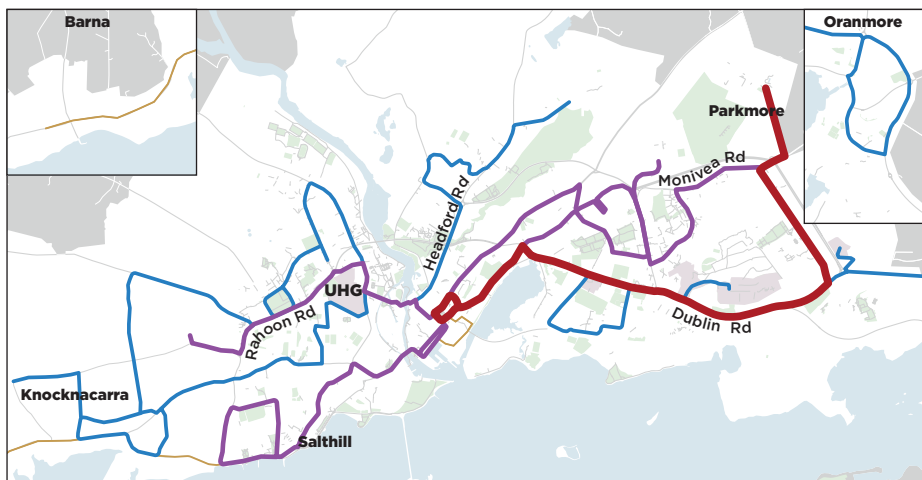 Barna
Oranmore
Parkmore
Monivea Rd
Headford Rd
UHG
Rahoon Rd
Dublin Rd
Knocknacarra
Salthill